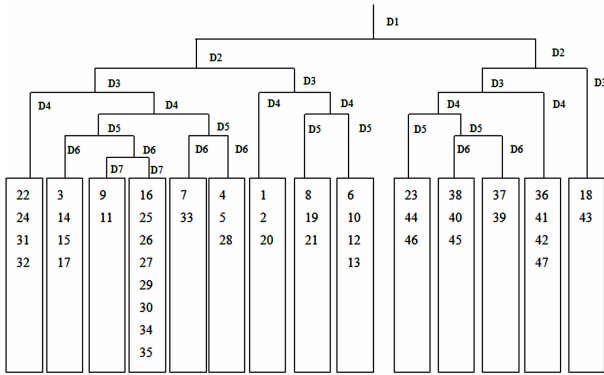 D1
D2 D2
D3 D3 D3 D3
D4 D4 D4 D4 D4 D4
D5 D5 D5 D5 D5 D5
D6 D6 D6 D6 D6 D6
D7 D7
22 3 9 16 7 4 1 8 6 23 38 37 36 18
24 14 11 25 33 5 2 19 10 44 40 39 41 43
31 15 26 28 20 21 12 46 45 42
32 17 27 13 47
29
30
34
35